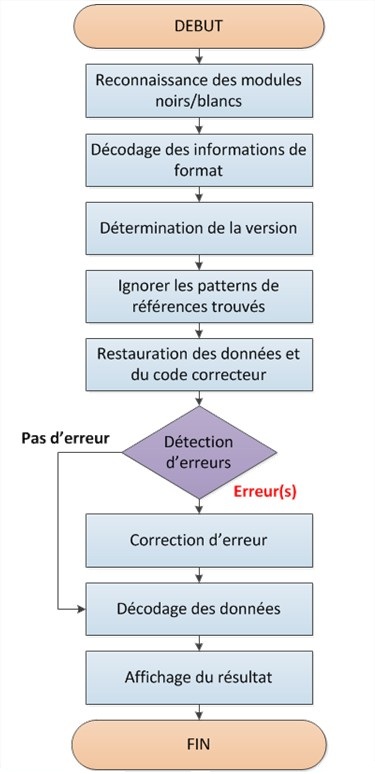 DEBUT
Reconnaissance des modules
noirs/blancs
Décodage des informations de
format
Détermination de la version
Ignorer les patterns de
références trouvés
Restauration des données et
du code correcteur
Pas d’erreur
Détection
d’erreurs
Erreur(s)
Correction d’erreur
Décodage des données
Affichage du résultat
FIN